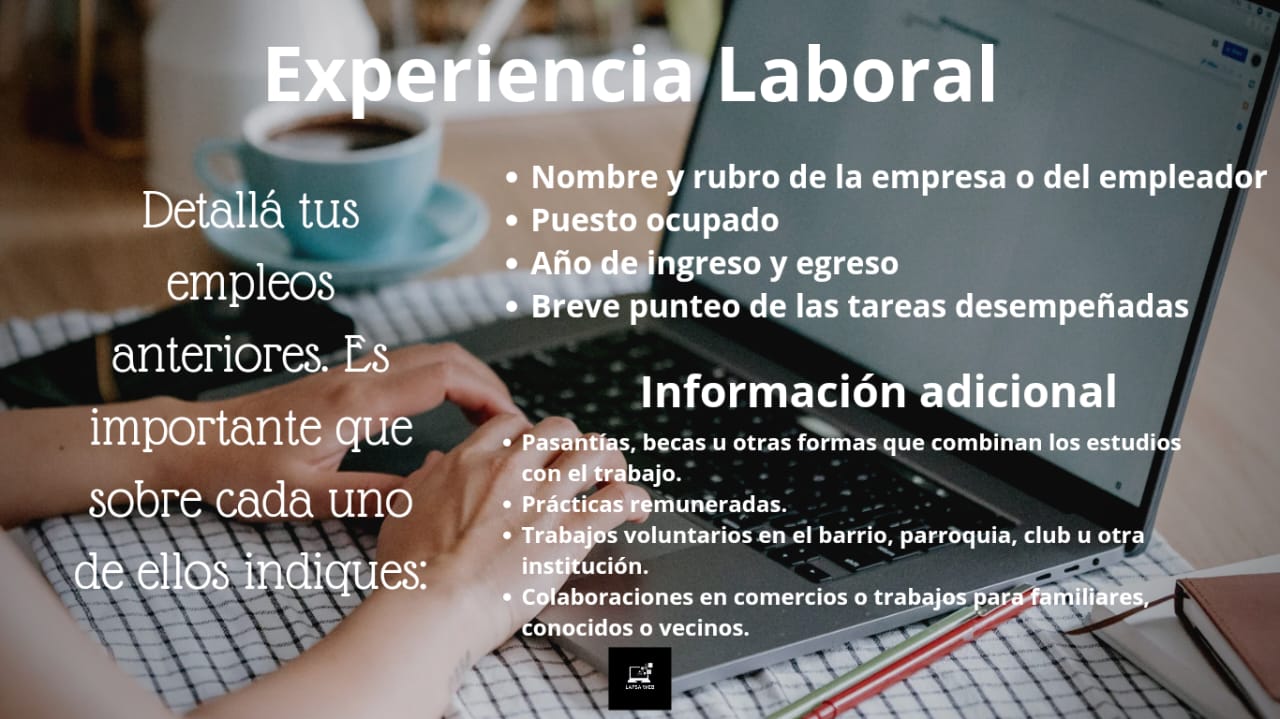 Experiencia Laboral
Detallá tus
empleos
anteriores. Es
importante que
sobre cada uno
de ellos indiques:
• Nombre y rubro de la empresa o del empleador
• Puesto ocupado
• Año de ingreso y egreso
• Breve punteo de las tareas desempeñadas
Información adicional
• Pasantías, becas u otras formas que combinan los estudios
con el trabajo.
• Prácticas remuneradas.
• Trabajos voluntarios en el barrio, parroquia, club u otra
institución.
• Colaboraciones en comercios o trabajos para familiares,
conocidos o vecinos.